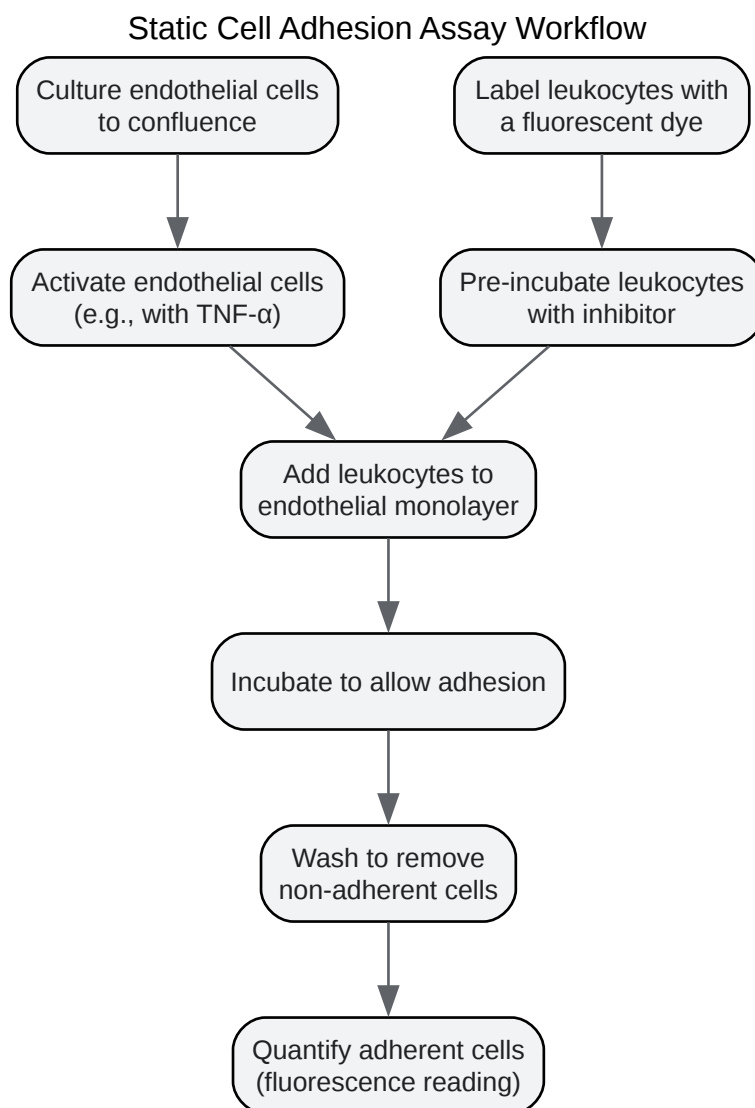 Static Cell Adhesion Assay Workflow
Culture endothelial cells
to confluence
Label leukocytes with
a fluorescent dye
Activate endothelial cells
(e.g., with TNF-α)
Pre-incubate leukocytes
with inhibitor
Add leukocytes to
endothelial monolayer
Incubate to allow adhesion
Wash to remove
non-adherent cells
Quantify adherent cells
(fluorescence reading)